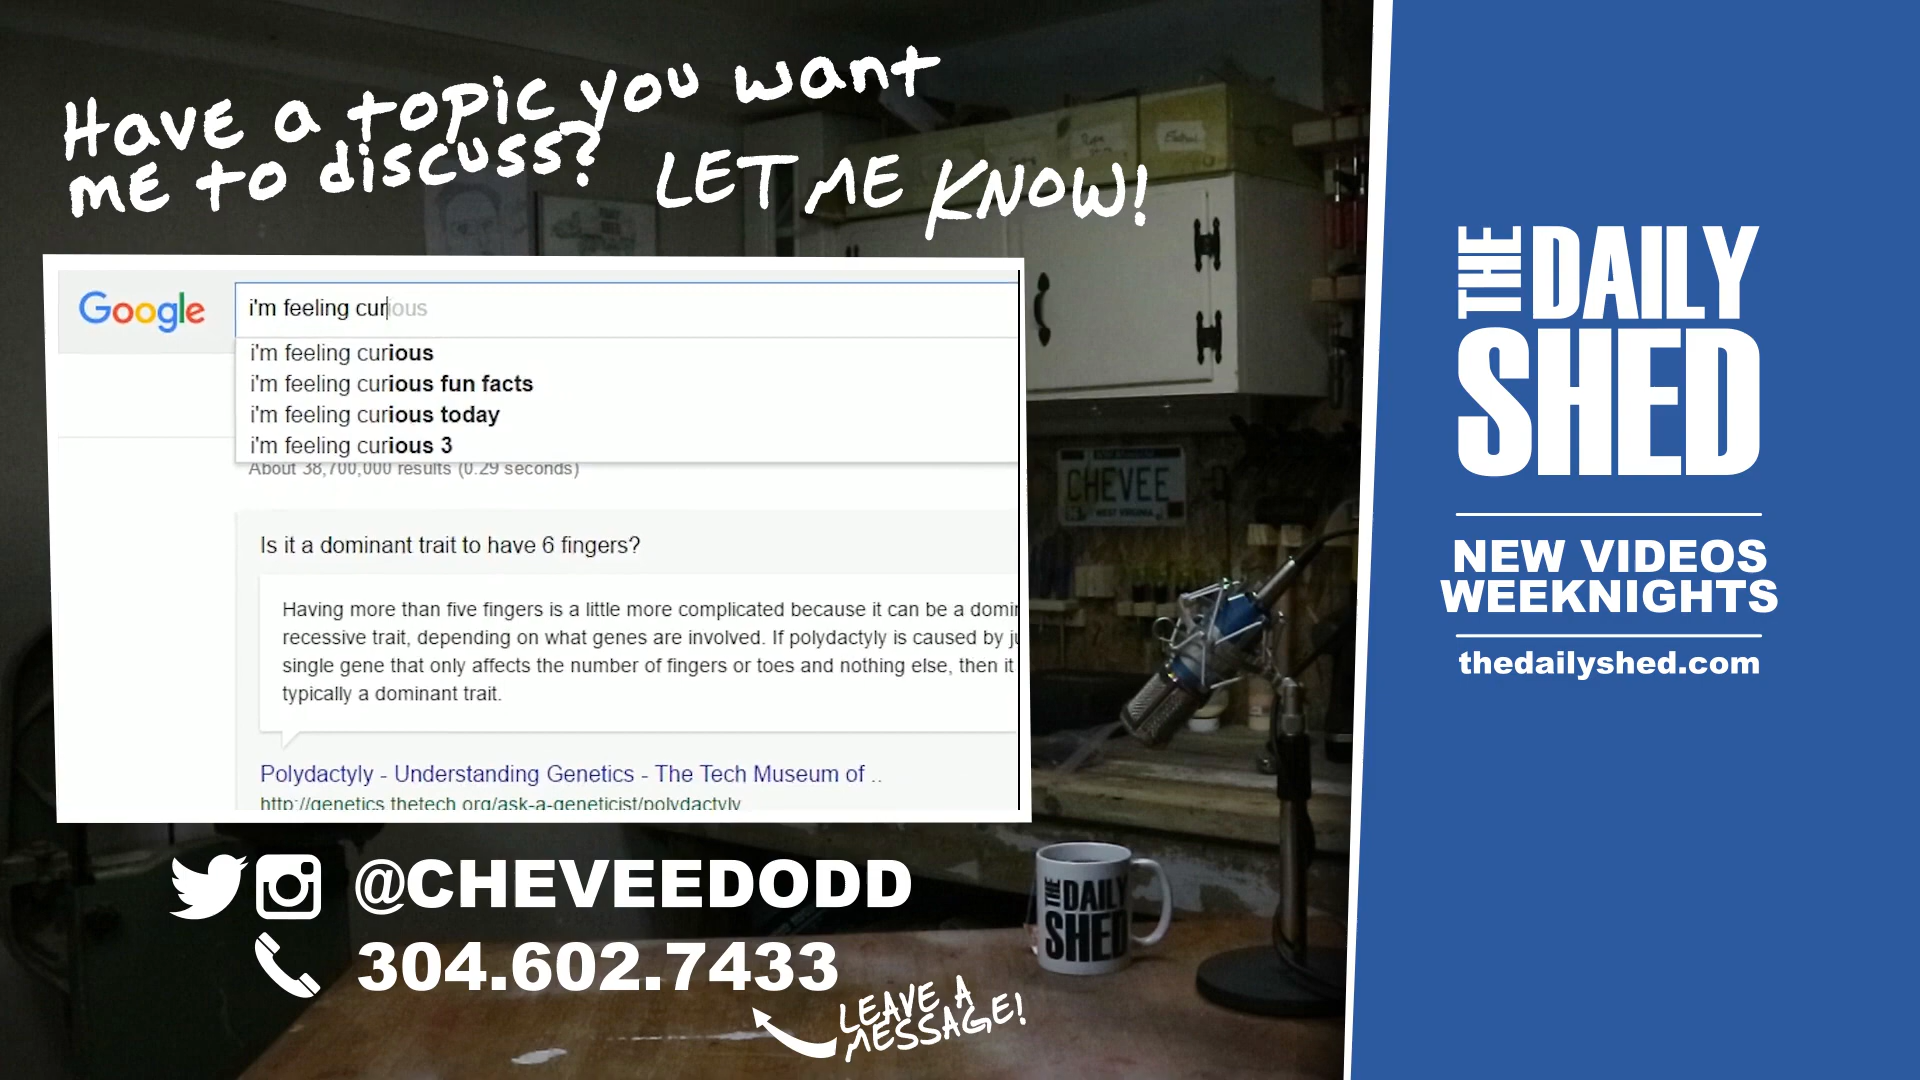 Have a topic you want
me to discuss?
LET ME KNOW!
Google
i'm feeling curious
i'm feeling curious
i'm feeling curious fun facts
i'm feeling curious today
i'm feeling curious 3
About 38,700,000 results (0.29 seconds)
Is it a dominant trait to have 6 fingers?
Having more than five fingers is a little more complicated because it can be a domi
recessive trait, depending on what genes are involved. If polydactyly is caused by
single gene that only affects the number of fingers or toes and nothing else, then it
typically a dominant trait.
Polydactyly - Understanding Genetics - The Tech Museum of ..
http://genetics.thetech.org/ask-a-geneticist/polydactyly
@CHEVEEDODD
304.602.7433
LEAVE A
MESSAGE!
CHEVEE
WEST VIRGINIA
THE
DAILY
SHED
THE
DAILY
SHED
NEW VIDEOS
WEEKNIGHTS
thedailyshed.com